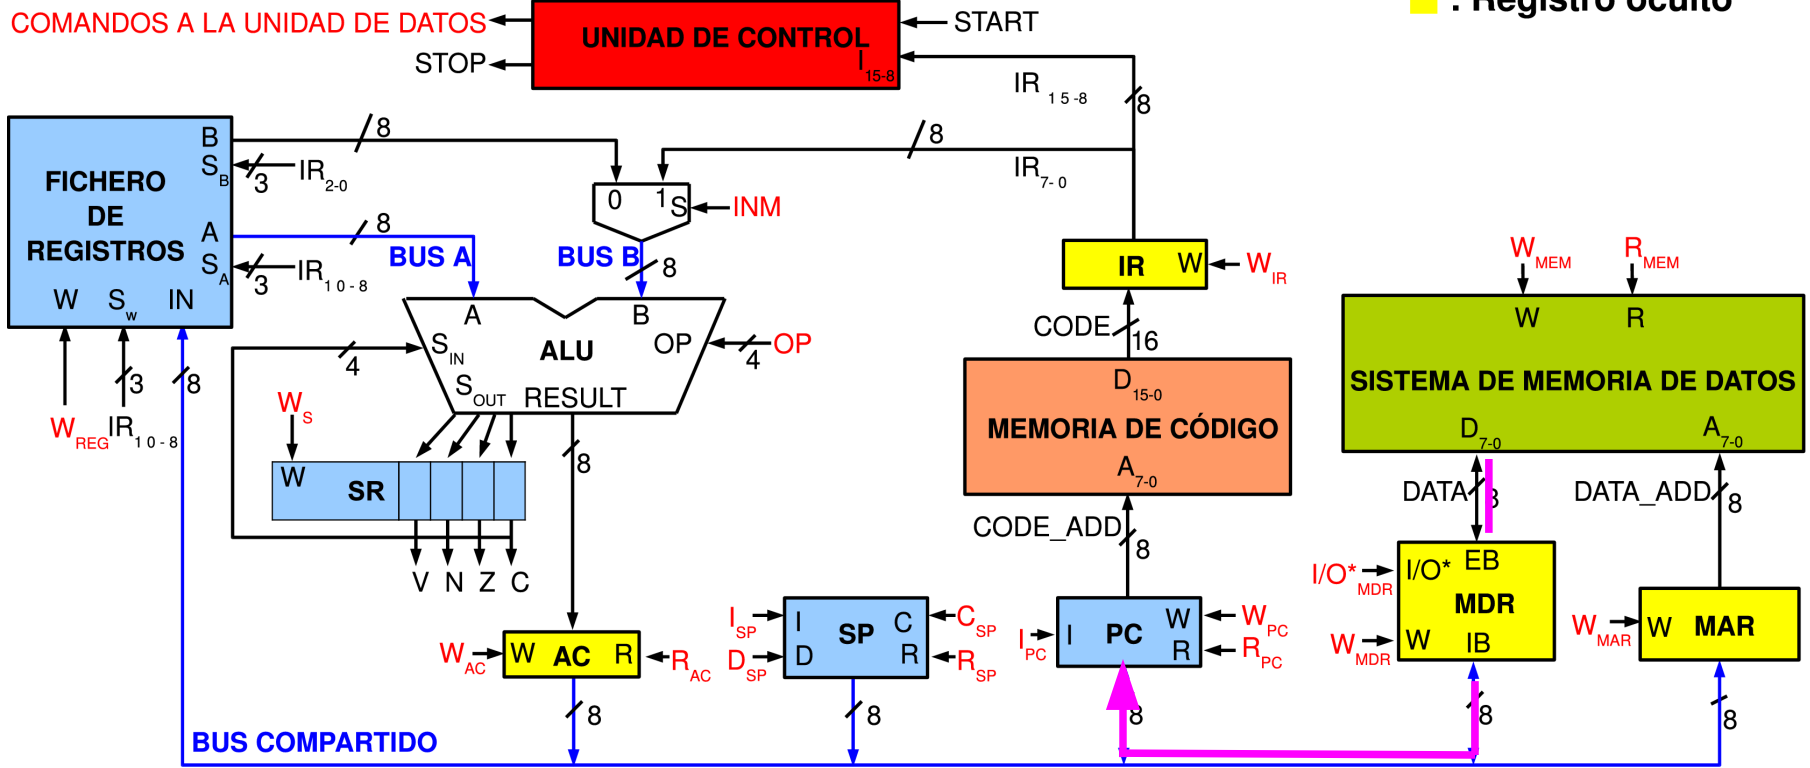 : Registro oculto
COMANDOS A LA UNIDAD DE DATOS
UNIDAD DE CONTROL
START
STOP
I15-8
IR 15-8
8
B
8
8
SB
3
IR2-0
IR7-0
FICHERO
DE
REGISTROS
0
1
S
INM
A
8
BUS A
BUS B
8
SA
3
IR10-8
W
Sw
IN
IR
W
WIR
WMEM
RMEM
A
B
CODE
16
W
R
SIN
ALU
OP
4
OP
4
3
8
SOUT
RESULT
D15-0
SISTEMA DE MEMORIA DE DATOS
WREG
IR10-8
WS
MEMORIA DE CÓDIGO
D7-0
A7-0
8
A7-0
W
SR
DATA
8
DATA_ADD
8
CODE_ADD
8
V
N
Z
C
I/O*MDR
I/O*
EB
MDR
ISP
I
SP
C
CSP
IPC
I
PC
W
WPC
WMAR
W
MAR
WAC
W
AC
R
RAC
DSP
D
R
RSP
R
RPC
WMDR
W
IB
8
8
8
8
8
BUS COMPARTIDO